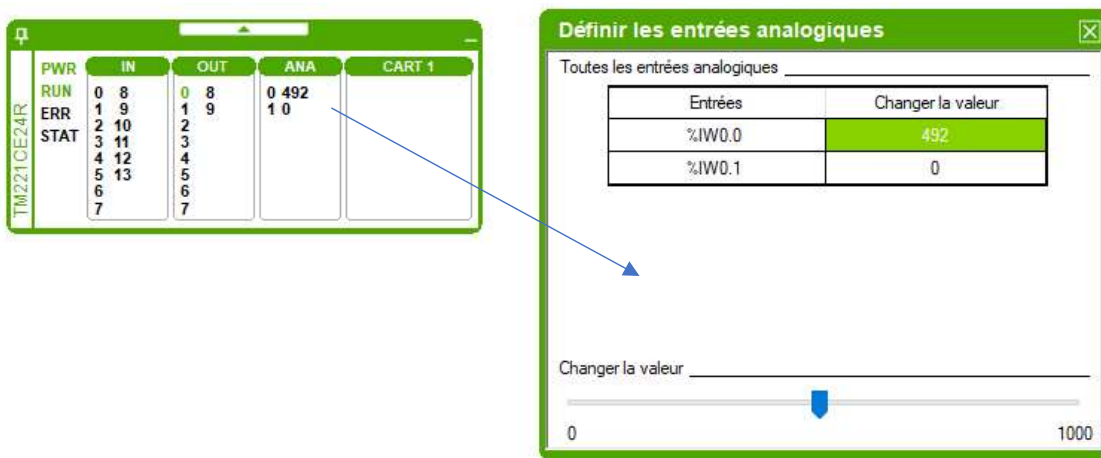 TM221CE24R
PWR
RUN
ERR
STAT
IN
0 8
1 9
2 10
3 11
4 12
5 13
6
7
OUT
0 8
1 9
2
3
4
5
6
7
ANA
0 492
1 0
CART 1
Définir les entrées analogiques
Toutes les entrées analogiques
Entrées Changer la valeur
%IW0.0 492
%IW0.1 0
Changer la valeur
0 1000